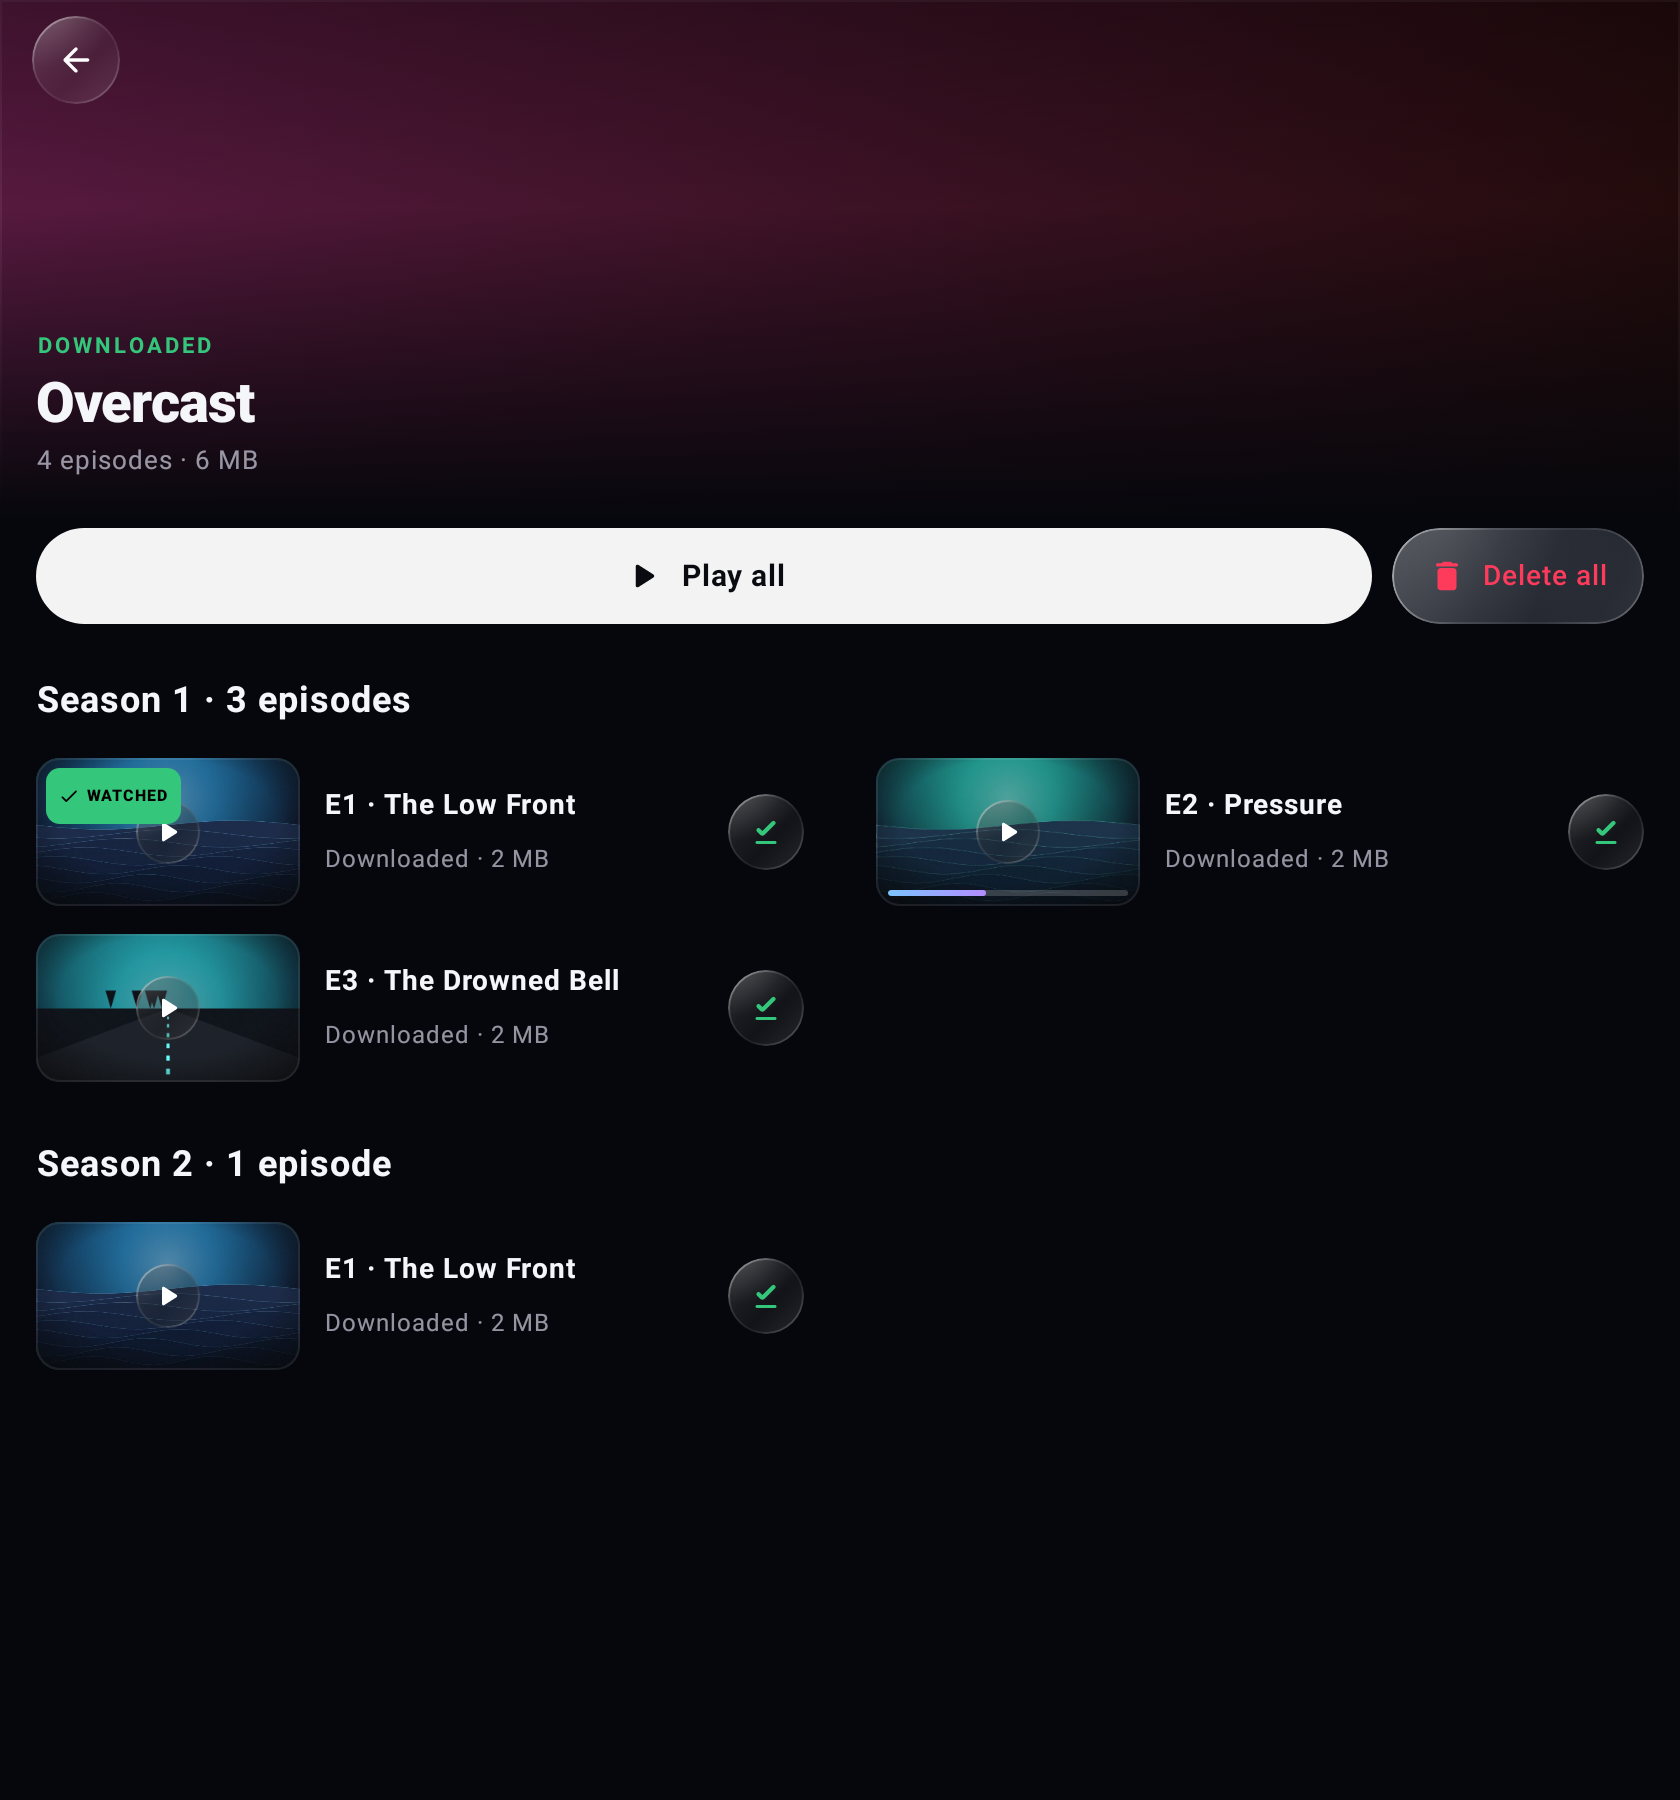 DOWNLOADED
Overcast
4 episodes · 6 MB
Play all
Delete all
Season 1 · 3 episodes
WATCHED
E1 · The Low Front
Downloaded · 2 MB
E2 · Pressure
Downloaded · 2 MB
E3 · The Drowned Bell
Downloaded · 2 MB
Season 2 · 1 episode
E1 · The Low Front
Downloaded · 2 MB